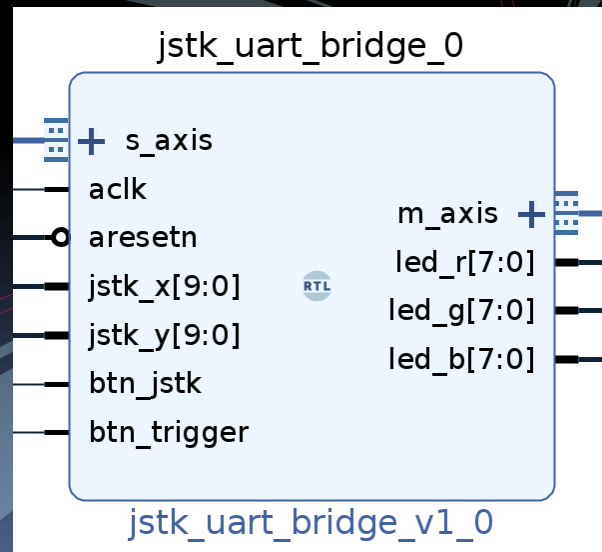 jstk_uart_bridge_0
s_axis
aclk
aresetn
jstk_x[9:0]
jstk_y[9:0]
btn_jstk
btn_trigger
RTL
m_axis
led_r[7:0]
led_g[7:0]
led_b[7:0]
jstk_uart_bridge_v1_0